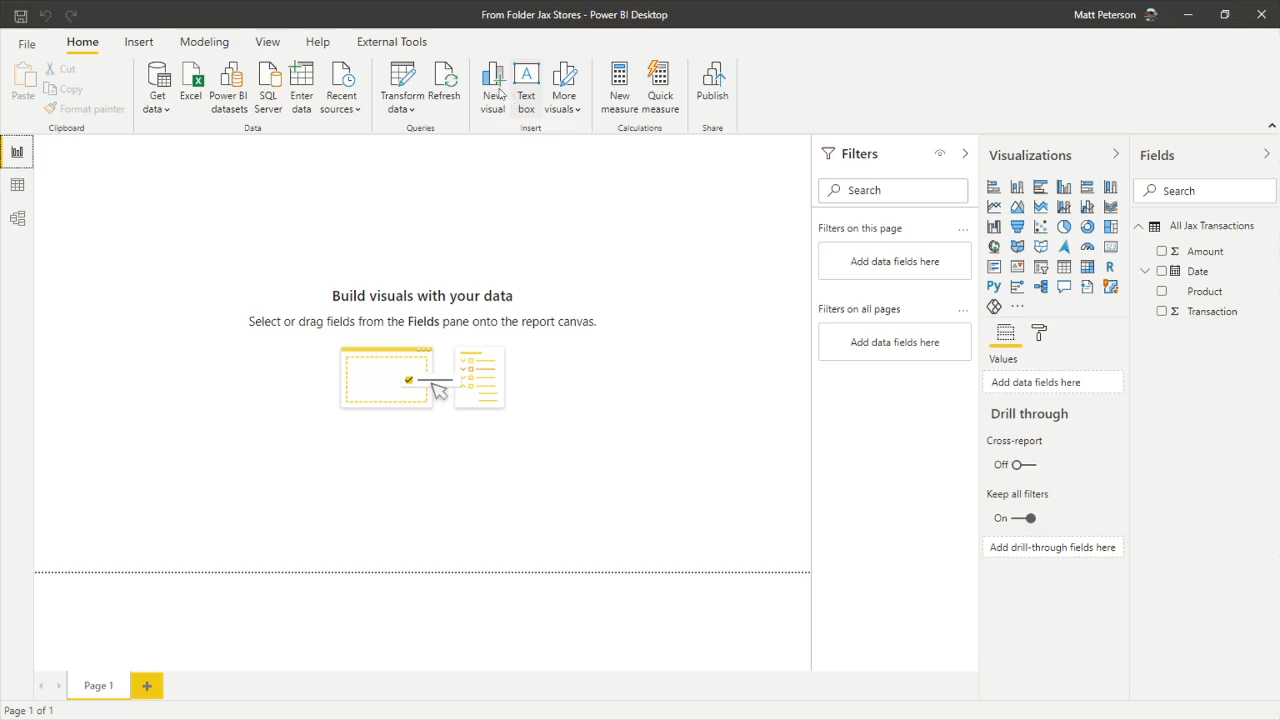 From Folder Jax Stores - Power BI Desktop
Matt Peterson
File
Home
Insert
Modeling
View
Help
External Tools
Paste
Cut
Copy
Format painter
Clipboard
Get data
Excel
Power BI datasets
SQL Server
Enter data
Recent sources
Data
Transform data
Refresh
Queries
New visual
A
Text box
More visuals
Insert
New measure
Quick measure
Calculations
Publish
Share
Build visuals with your data
Select or drag fields from the Fields pane onto the report canvas.
Filters
Search
Filters on this page
...
Add data fields here
Filters on all pages
...
Add data fields here
Visualizations
R
Py
...
Values
Add data fields here
Drill through
Cross-report
Off
Keep all filters
On
Add drill-through fields here
Fields
Search
All Jax Transactions
Σ Amount
Date
Product
Σ Transaction
Page 1
Page 1 of 1